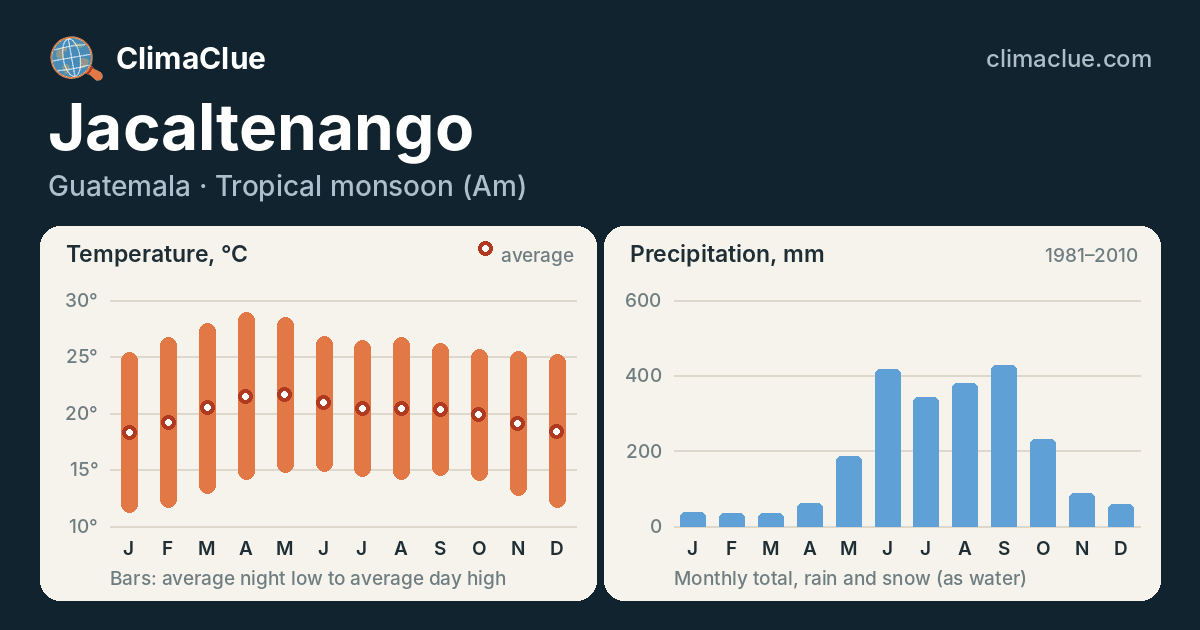 ClimaClue
climaclue.com
Jacaltenango
Guatemala · Tropical monsoon (Am)
Temperature, °C
average
30°
25°
20°
15°
10°
J F M A M J J A S O N D
Bars: average night low to average day high
Precipitation, mm
1981–2010
600
400
200
0
J F M A M J J A S O N D
Monthly total, rain and snow (as water)